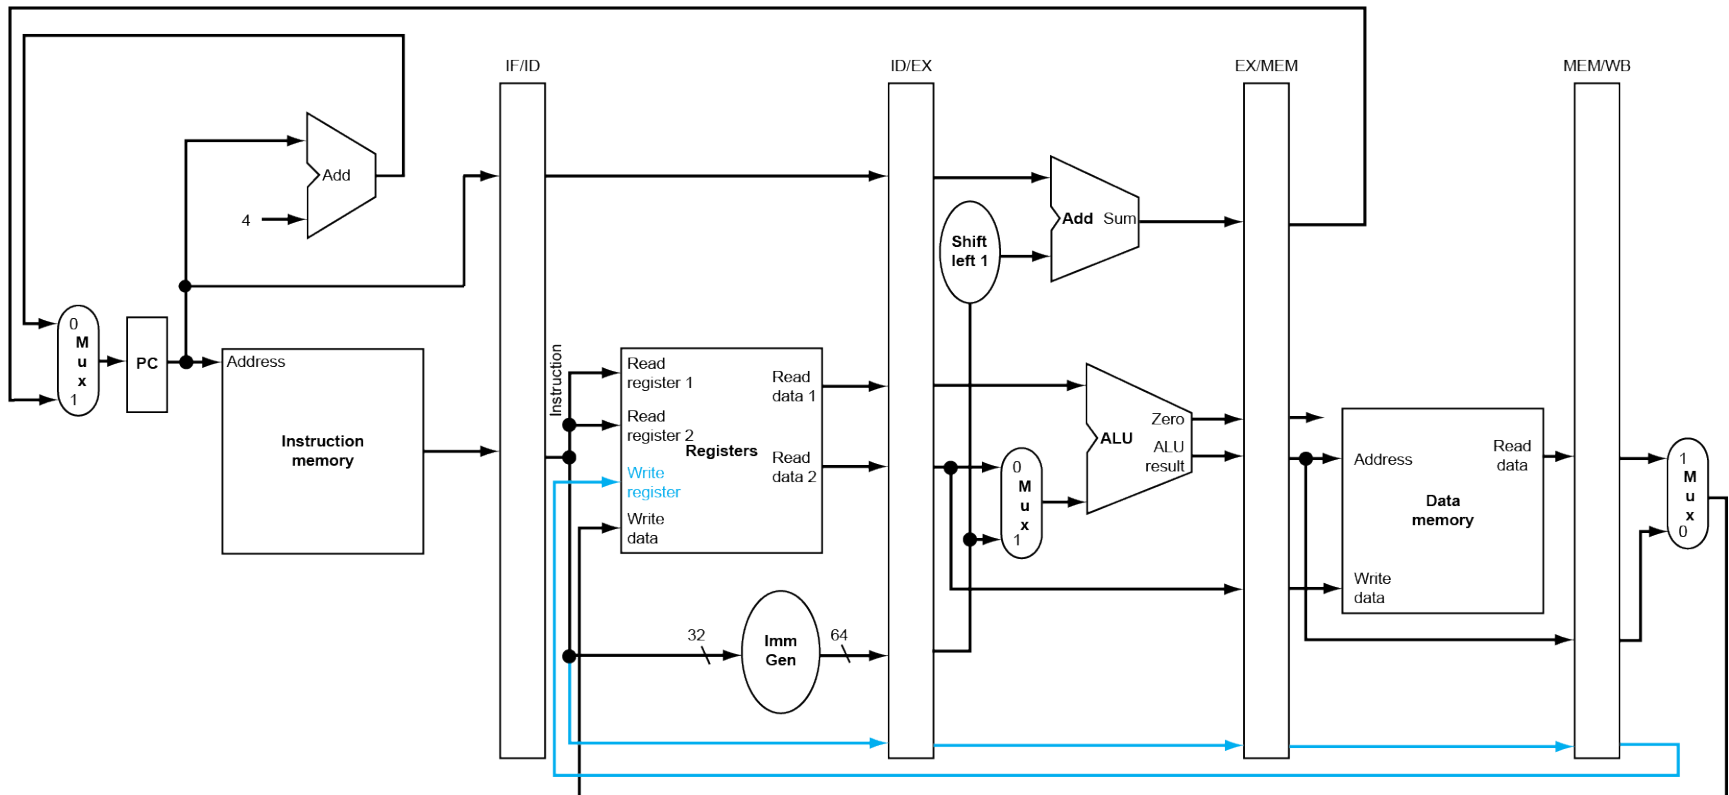 IF/ID
ID/EX
EX/MEM
MEM/WB
Add
4
Add Sum
Shift
left 1
0
M
u
x
1
PC
Address
Instruction
memory
Instruction
Read
register 1
Read
register 2
Write
register
Write
data
Registers
Read
data 1
Read
data 2
32
Imm
Gen
64
0
M
u
x
1
Zero
ALU
ALU
result
Address
Read
data
Data
memory
Write
data
1
M
u
x
0